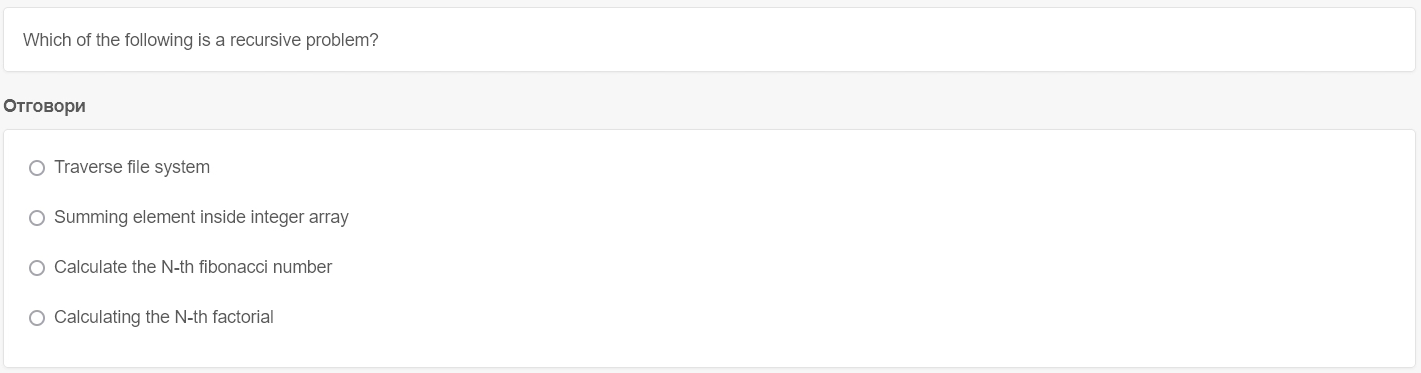 Which of the following is a recursive problem?
Отговори
Traverse file system
Summing element inside integer array
Calculate the N-th fibonacci number
Calculating the N-th factorial